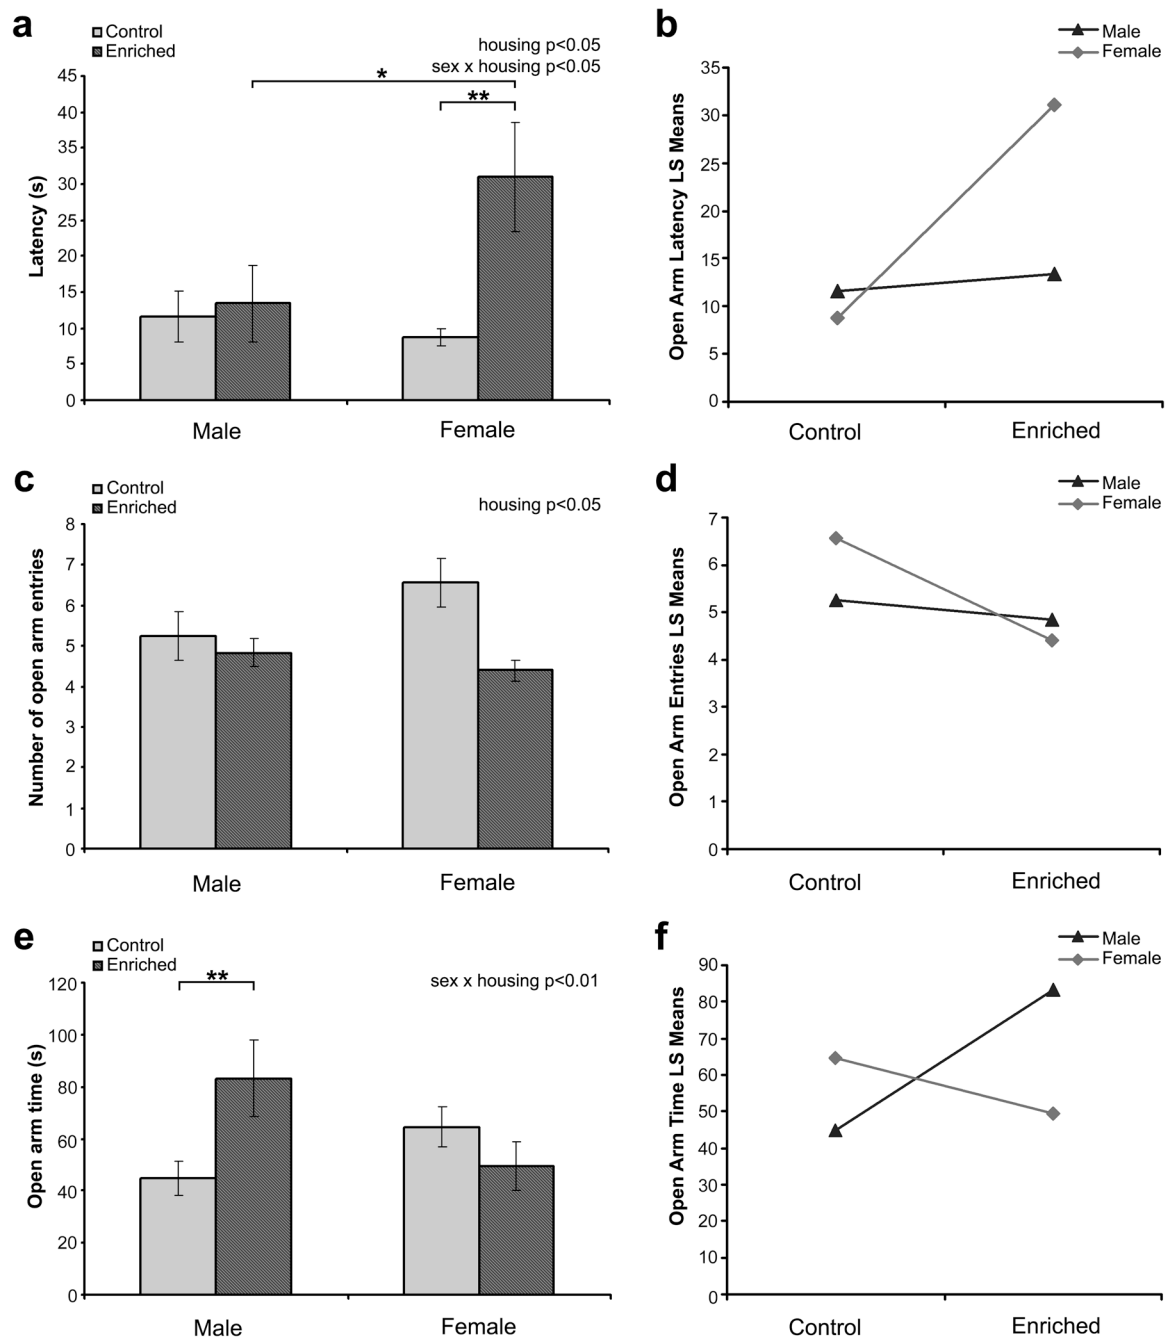 a
Control
Enriched
housing p<0.05
sex x housing p<0.05
*
**
Latency (s)
45
40
35
30
25
20
15
10
5
0
Male
Female
b
Male
Female
Open Arm Latency LS Means
35
30
25
20
15
10
5
0
Control
Enriched
c
Control
Enriched
housing p<0.05
Number of open arm entries
8
7
6
5
4
3
2
1
0
Male
Female
d
Male
Female
Open Arm Entries LS Means
7
6
5
4
3
2
1
0
Control
Enriched
e
Control
Enriched
**
sex x housing p<0.01
Open arm time (s)
120
100
80
60
40
20
0
Male
Female
f
Male
Female
Open Arm Time LS Means
90
80
70
60
50
40
30
20
10
0
Control
Enriched